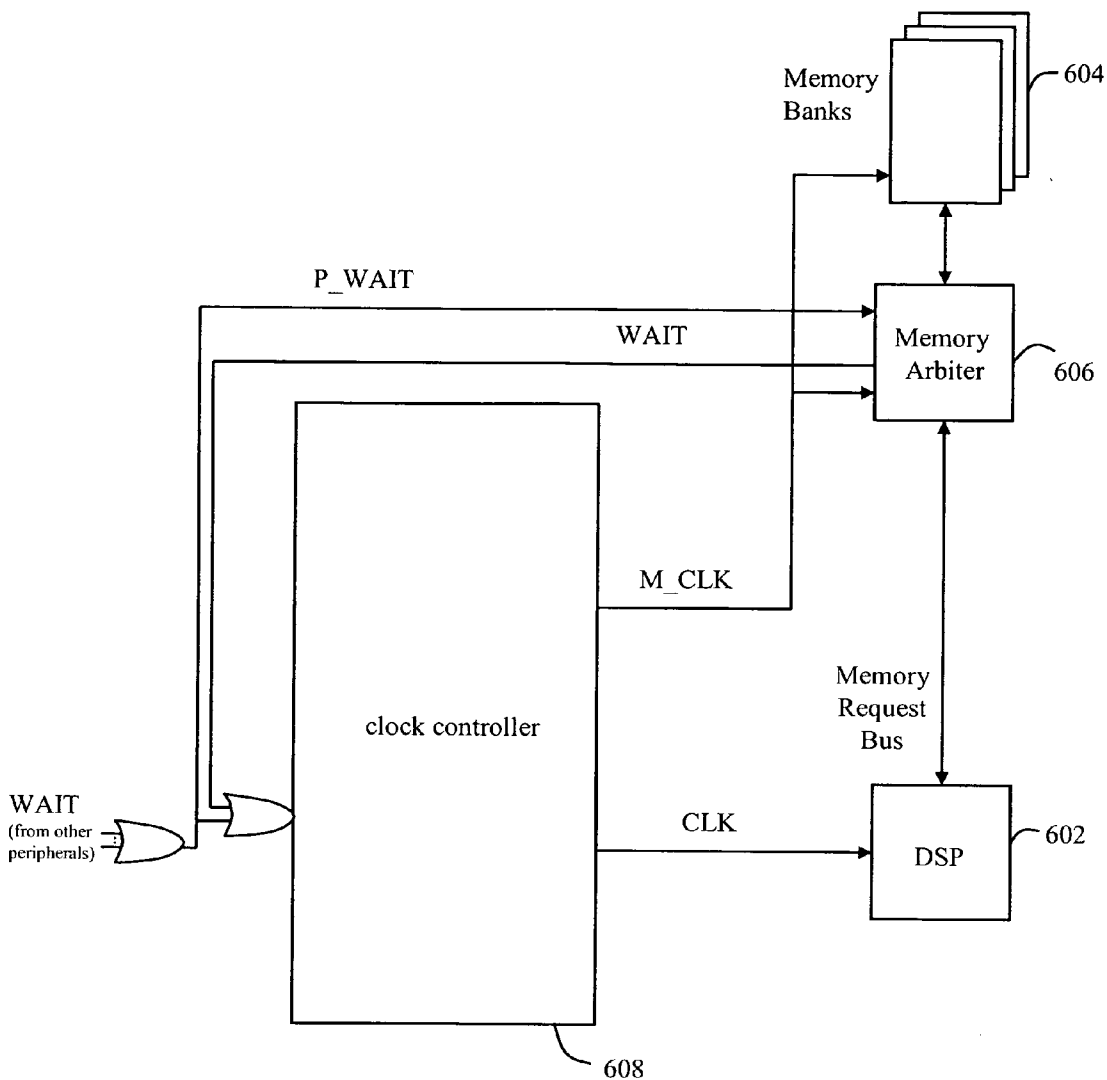 Memory
Banks
604
P_WAIT
WAIT
Memory
Arbiter
606
M_CLK
clock controller
Memory
Request
Bus
WAIT
(from other
peripherals)
CLK
DSP
602
608